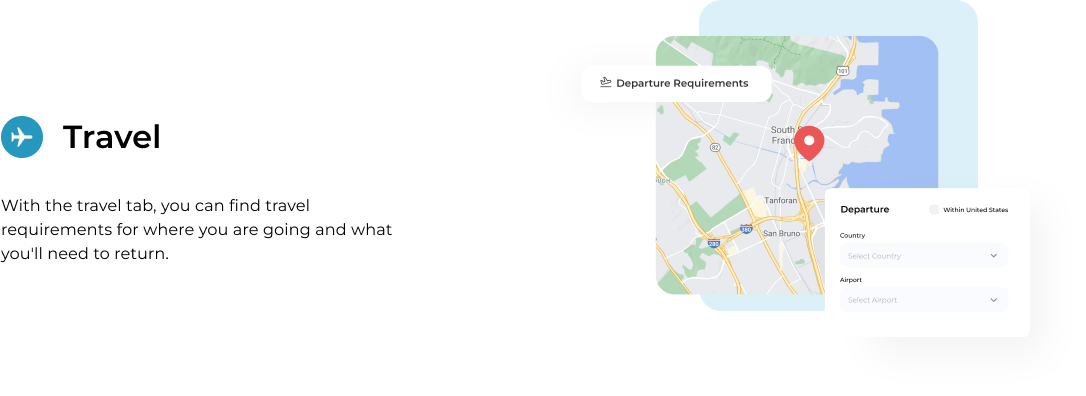 Travel
With the travel tab, you can find travel
requirements for where you are going and what
you'll need to return.
Departure Requirements
101
South
Franc
82
Tanforan
380
280
San Bruno
Departure
Within United States
Country
Select Country
Airport
Select Airport